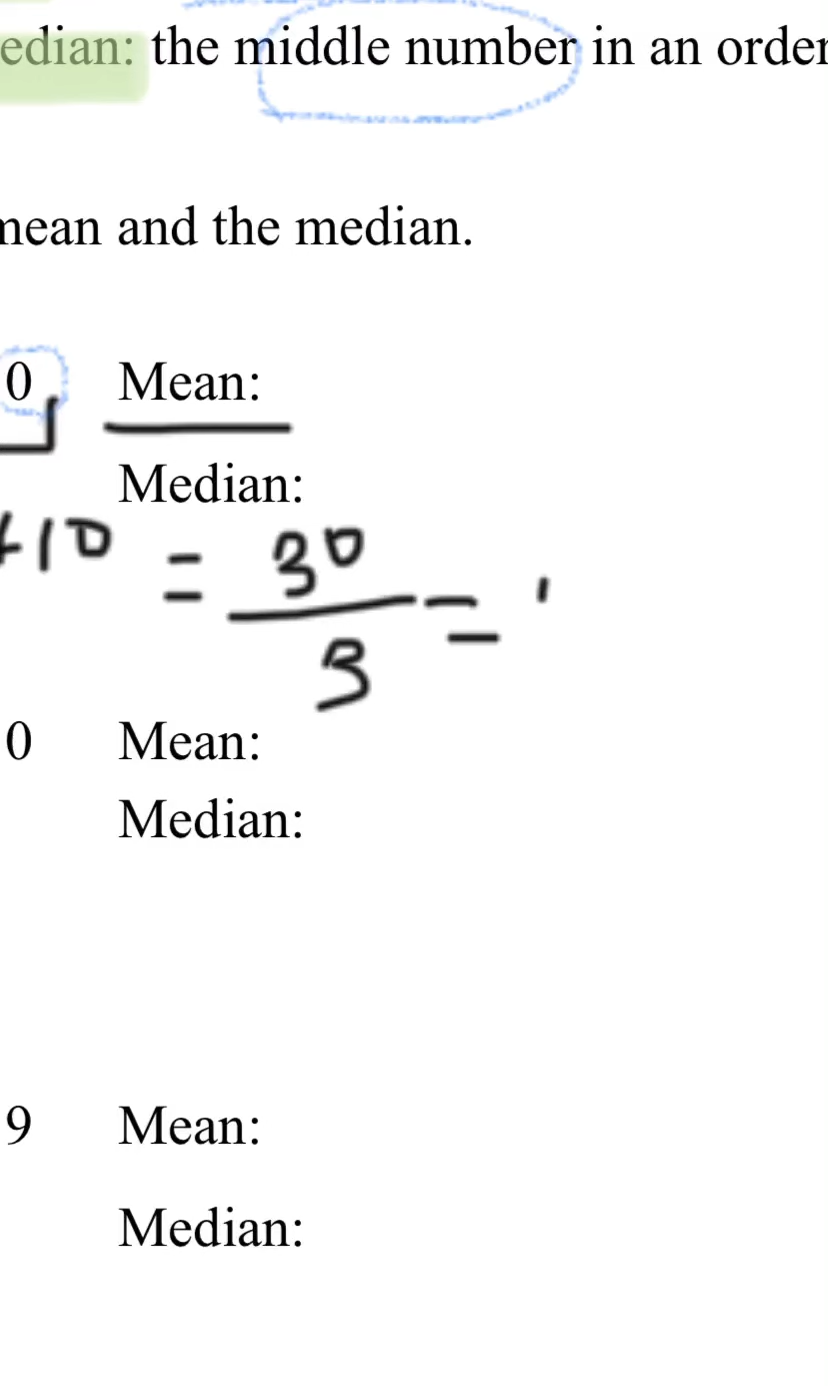 edian: the middle number in an order
mean and the median.
0 Mean:
Median:
+10 = 30/3 = '
0 Mean:
Median:
9 Mean:
Median: